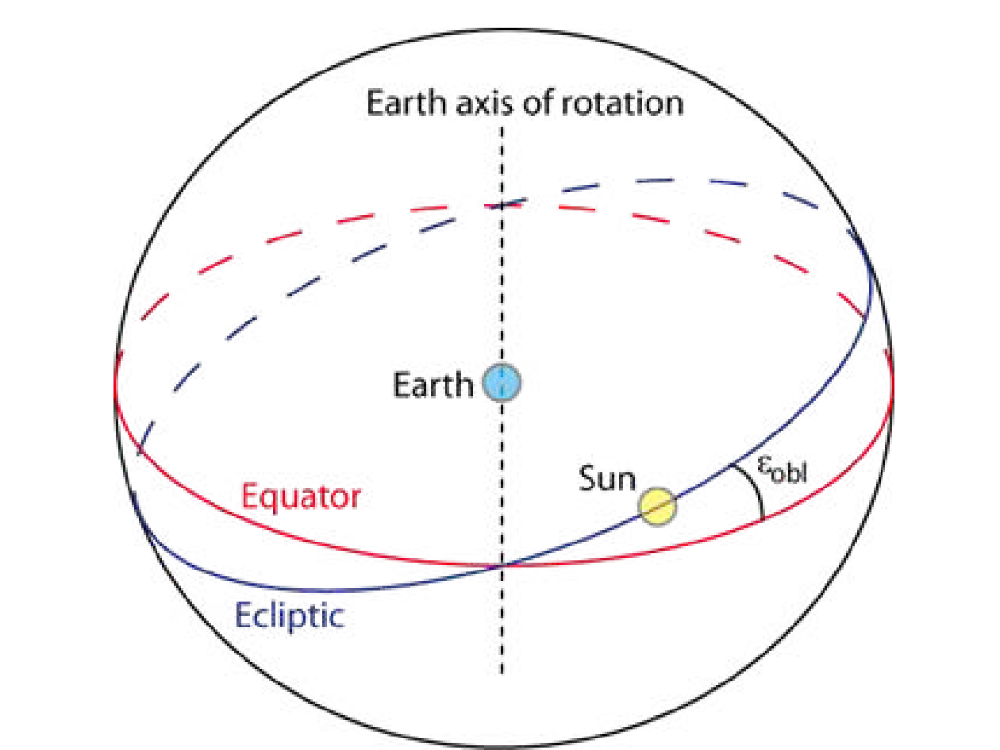 Earth axis of rotation
Earth
Sun
εobl
Equator
Ecliptic